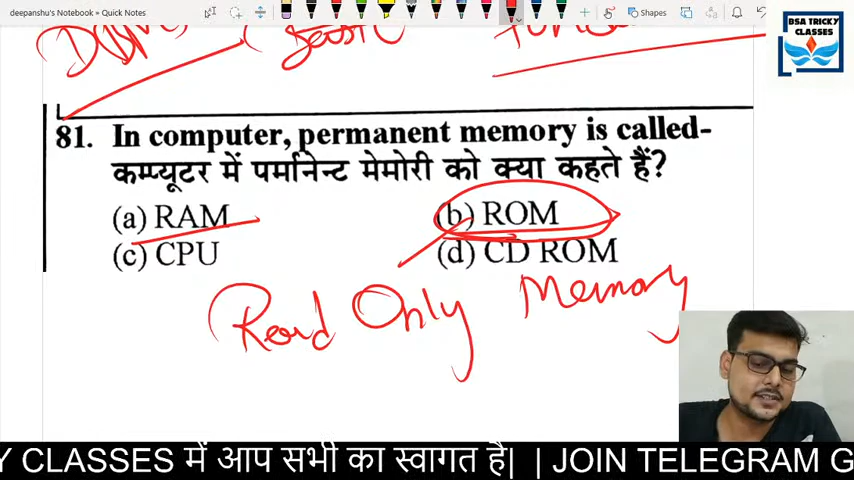 deepanshu's Notebook » Quick Notes
Shapes
BSA TRICKY
CLASSES
81. In computer, permanent memory is called-
कम्प्यूटर में पर्मानेन्ट मेमोरी को क्या कहते हैं?
(a) RAM (b) ROM
(c) CPU (d) CD ROM
Read Only Memory
Y CLASSES में आप सभी का स्वागत है| | JOIN TELEGRAM G